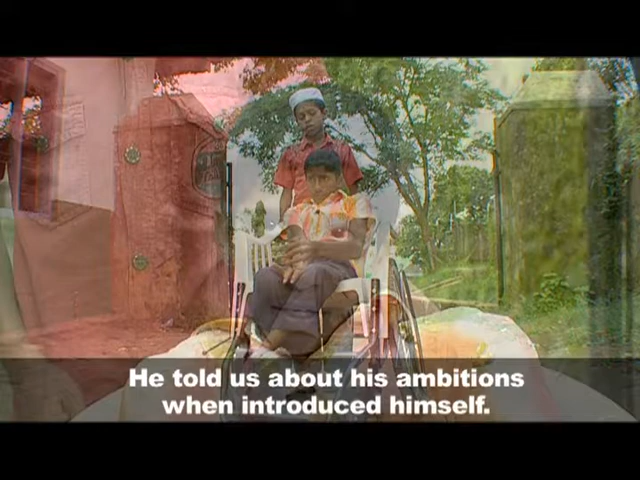 He told us about his ambitions
when introduced himself.